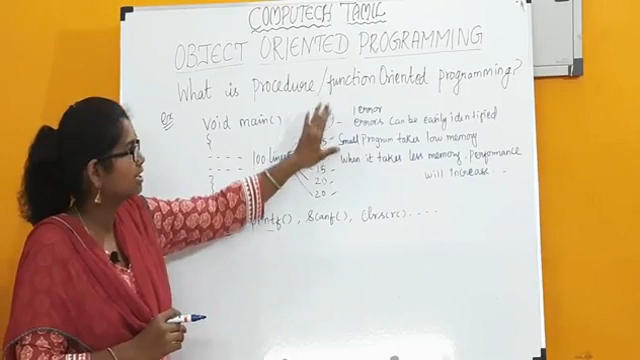 COMPUTECH TAMIL
OBJECT ORIENTED PROGRAMMING
What is Procedure/function Oriented programming?
Ex:
void main()
1 error
errors can be easily identified
{
Small Program takes low memory
---- 100 lines
When it takes less memory. Performance
---- 15 -
will increase..
} 20 -
20 -
printf(), Scanf(), Clrscr()....